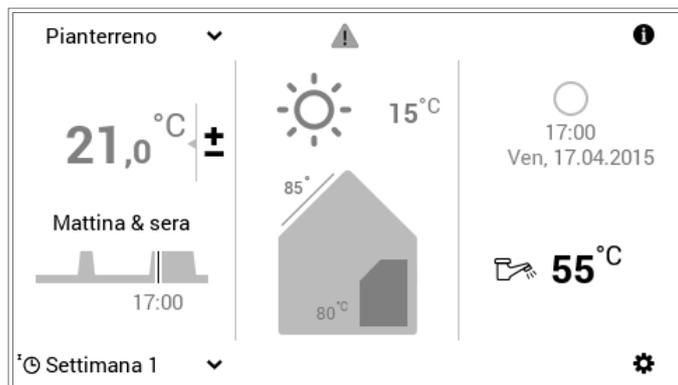 Pianterreno
21,0 °C
±
Mattina & sera
17:00
z Settimana 1
15°C
85°
80°C
17:00
Ven, 17.04.2015
55°C